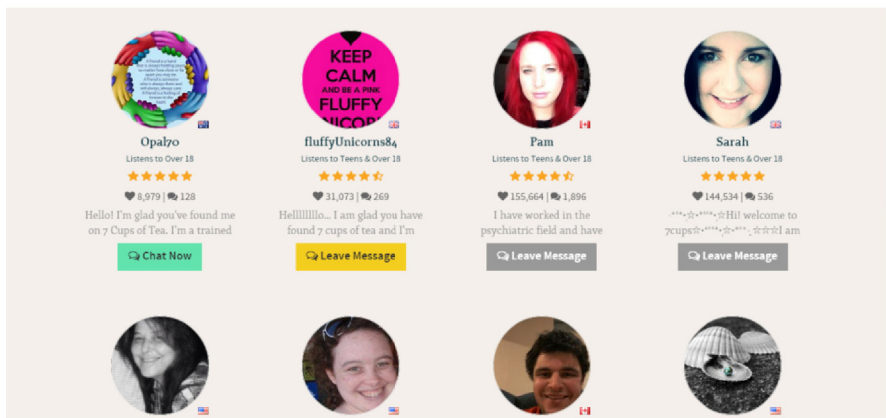 KEEP
CALM
AND BE A PINK
FLUFFY
Opal70
Listens to Over 18
8,979 | 128
Hello! I'm glad you've found me
on 7 Cups of Tea. I'm a trained
Chat Now
fluffyUnicorns84
Listens to Teens & Over 18
31,073 | 269
Helllllllo... I am glad you have
found 7 cups of tea and I'm
Leave Message
Pam
Listens to Teens & Over 18
155,664 | 1,896
I have worked in the
psychiatric field and have
Leave Message
Sarah
Listens to Teens & Over 18
144,534 | 536
Hi! welcome to
7cups I am
Leave Message